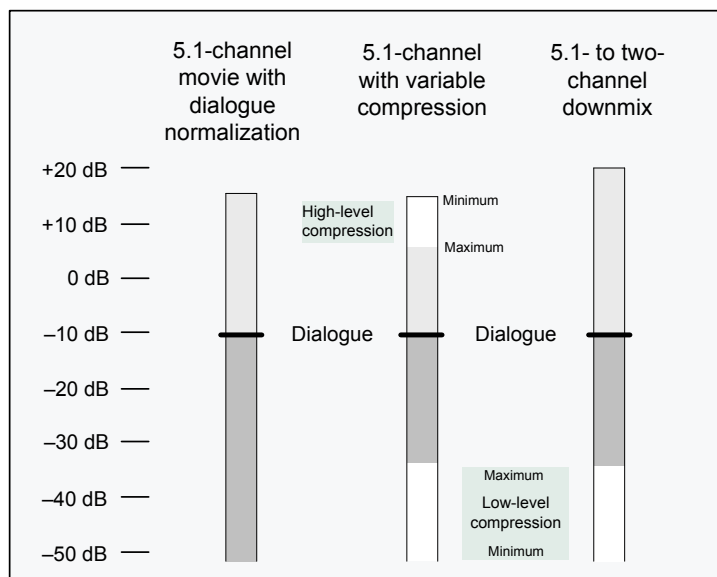 5.1-channel
movie with
dialogue
normalization
5.1-channel
with variable
compression
5.1- to two-
channel
downmix
+20 dB
+10 dB
0 dB
–10 dB
–20 dB
–30 dB
–40 dB
–50 dB
High-level
compression
Minimum
Maximum
Dialogue
Dialogue
Maximum
Low-level
compression
Minimum